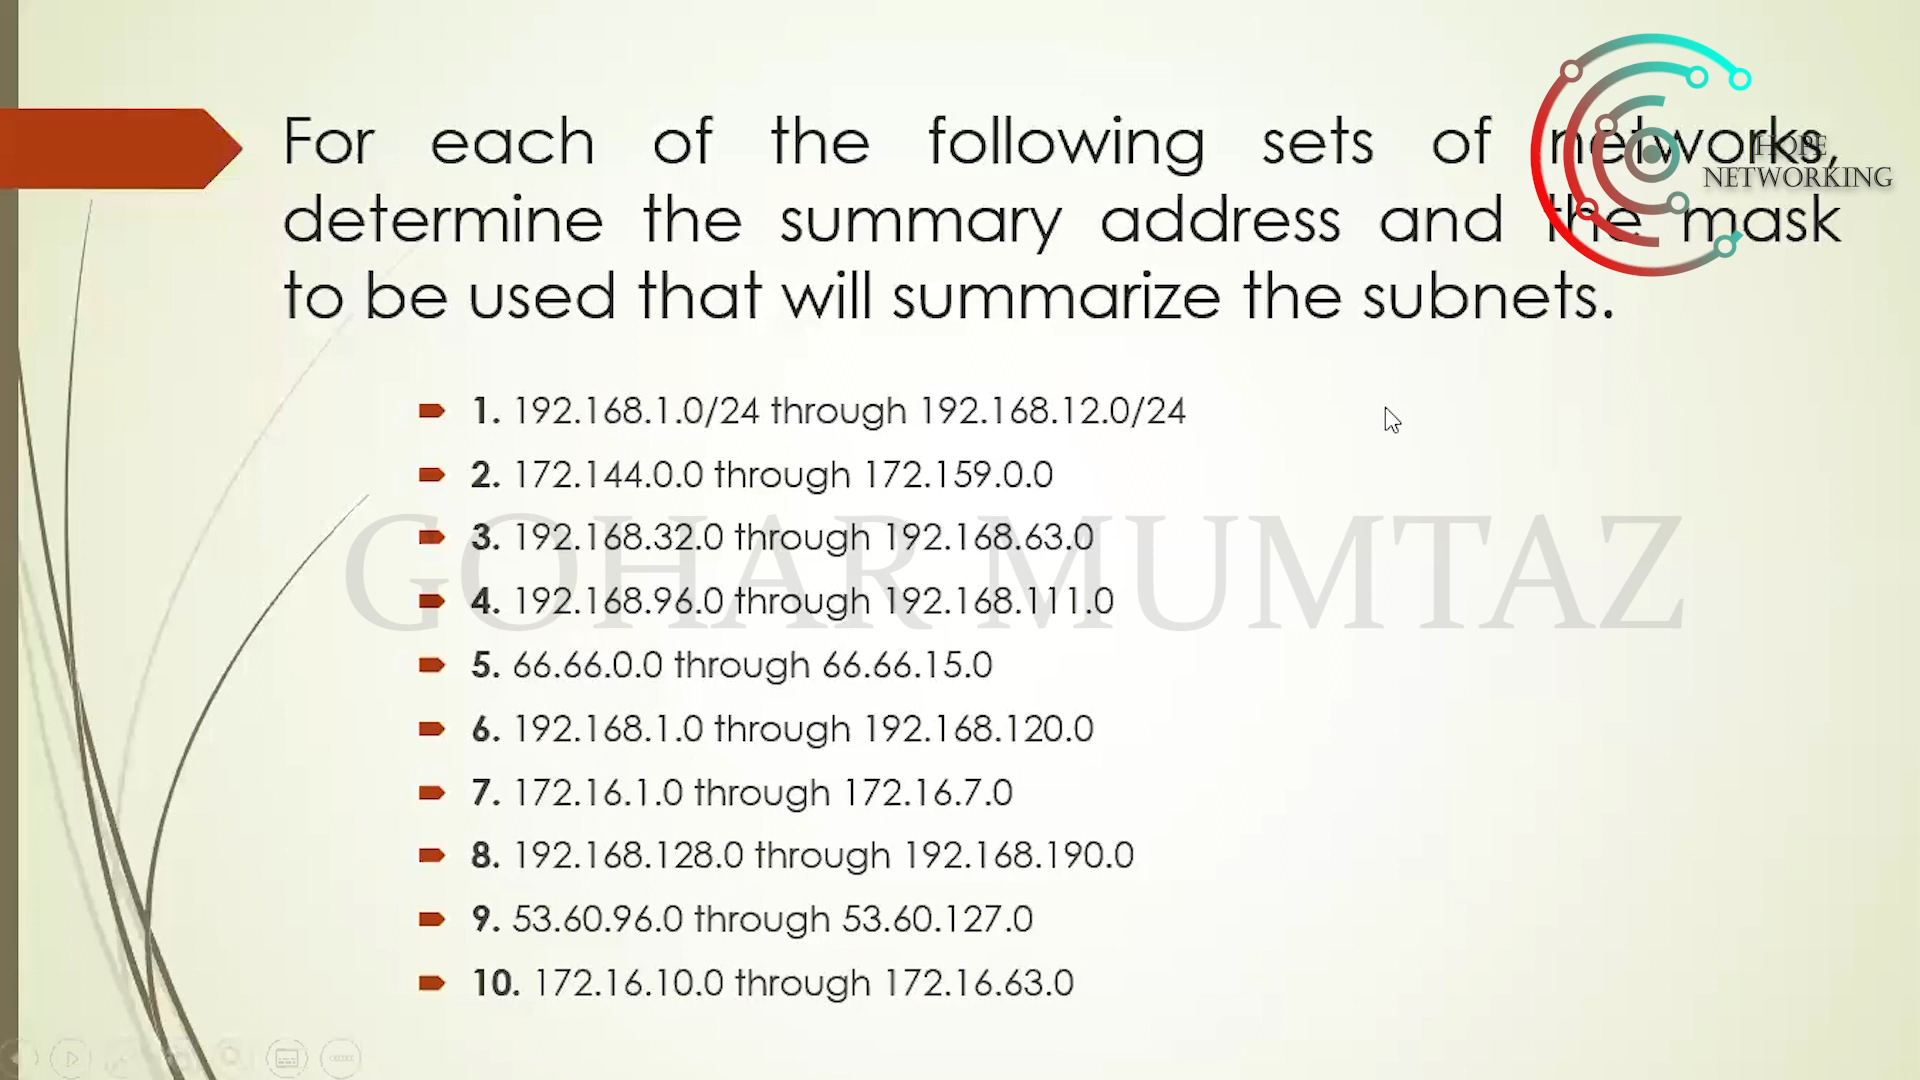 For each of the following sets of networks,
determine the summary address and the mask
to be used that will summarize the subnets.
HOPE
NETWORKING
1. 192.168.1.0/24 through 192.168.12.0/24
2. 172.144.0.0 through 172.159.0.0
3. 192.168.32.0 through 192.168.63.0
4. 192.168.96.0 through 192.168.111.0
5. 66.66.0.0 through 66.66.15.0
6. 192.168.1.0 through 192.168.120.0
7. 172.16.1.0 through 172.16.7.0
8. 192.168.128.0 through 192.168.190.0
9. 53.60.96.0 through 53.60.127.0
10. 172.16.10.0 through 172.16.63.0
GOHAR MUMTAZ